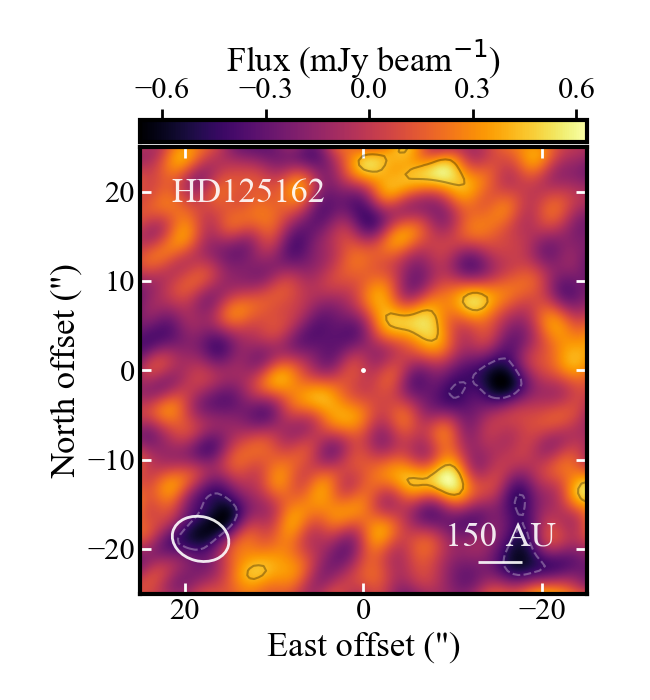 Flux (mJy beam⁻¹)
−0.6 −0.3 0.0 0.3 0.6
HD125162
20
10
0
−10
−20
North offset (")
150 AU
20 0 −20
East offset (")